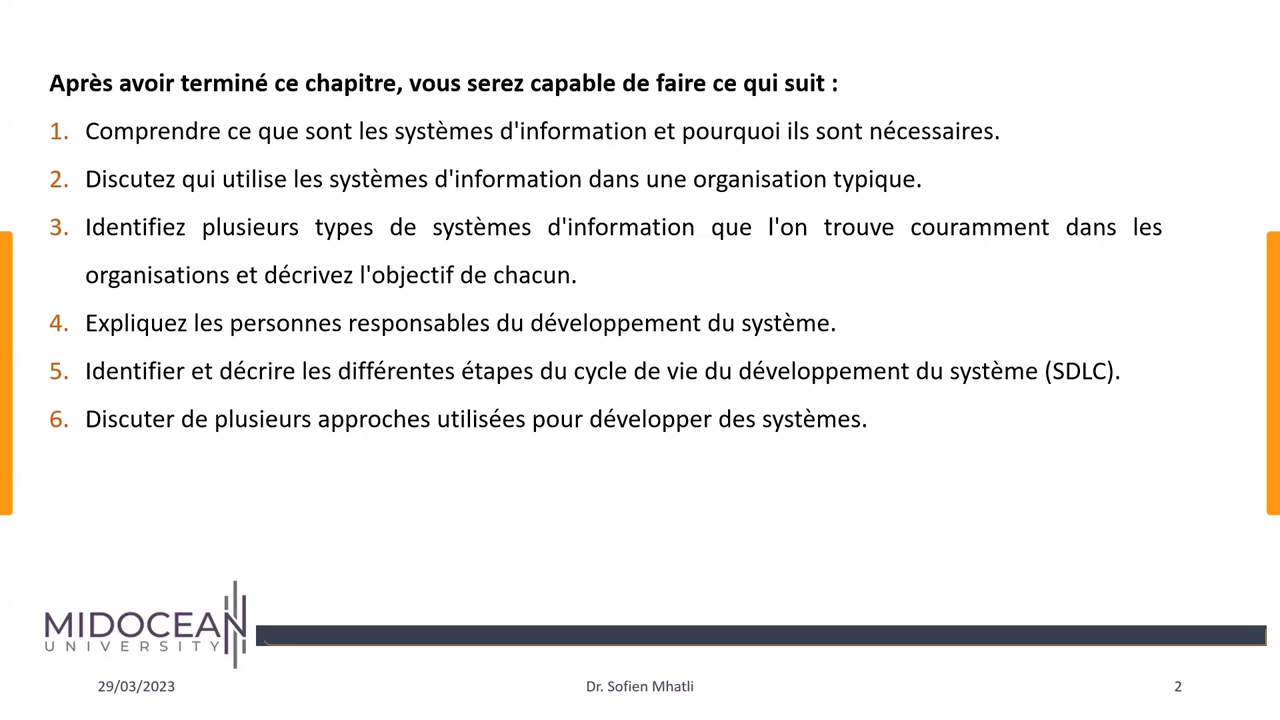 Après avoir terminé ce chapitre, vous serez capable de faire ce qui suit :
1. Comprendre ce que sont les systèmes d'information et pourquoi ils sont nécessaires.
2. Discutez qui utilise les systèmes d'information dans une organisation typique.
3. Identifiez plusieurs types de systèmes d'information que l'on trouve couramment dans les
organisations et décrivez l'objectif de chacun.
4. Expliquez les personnes responsables du développement du système.
5. Identifier et décrire les différentes étapes du cycle de vie du développement du système (SDLC).
6. Discuter de plusieurs approches utilisées pour développer des systèmes.
MIDOCEAN
UNIVERSITY
29/03/2023 Dr. Sofien Mhatli 2